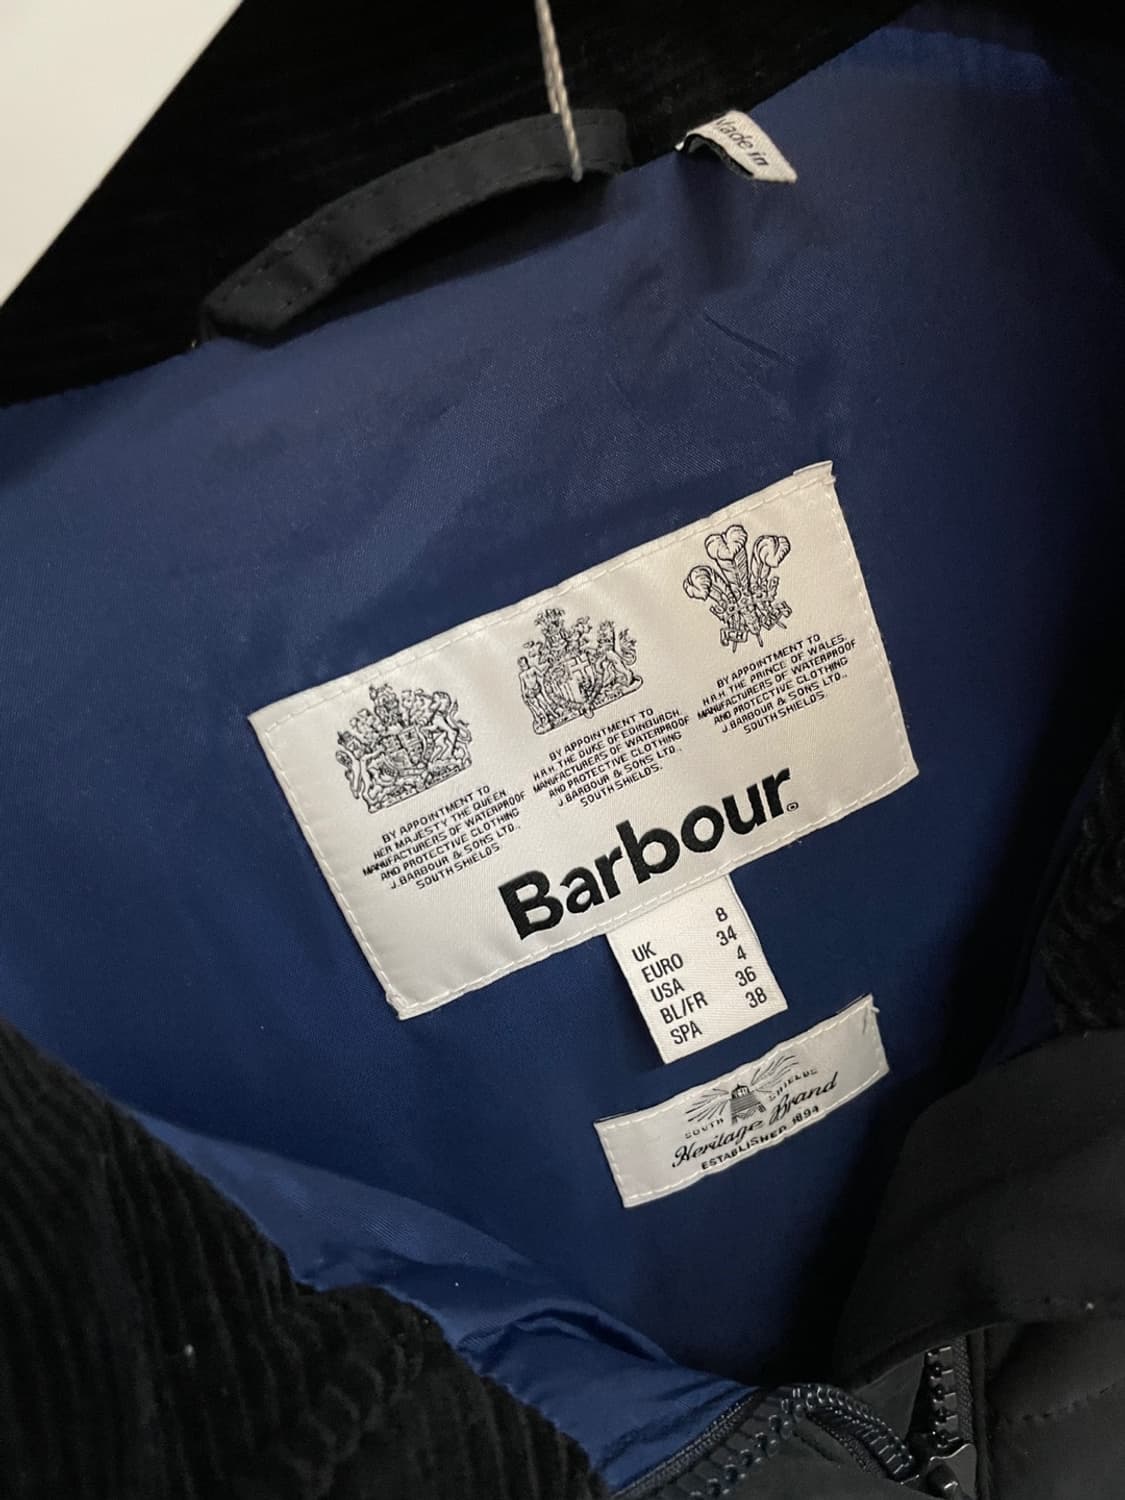 Made in
BY APPOINTMENT TO
HER MAJESTY THE QUEEN
MANUFACTURERS OF WATERPROOF
AND PROTECTIVE CLOTHING
J.BARBOUR & SONS LTD.,
SOUTH SHIELDS.
BY APPOINTMENT TO
H.R.H. THE DUKE OF EDINBURGH.
MANUFACTURERS OF WATERPROOF
AND PROTECTIVE CLOTHING
J.BARBOUR & SONS LTD.,
SOUTH SHIELDS.
BY APPOINTMENT TO
H.R.H. THE PRINCE OF WALES.
MANUFACTURERS OF WATERPROOF
AND PROTECTIVE CLOTHING
J.BARBOUR & SONS LTD.,
SOUTH SHIELDS.
Barbour®
UK 8
EURO 34
USA 4
BL/FR 36
SPA 38
SOUTH SHIELDS
Heritage Brand
ESTABLISHED 1894